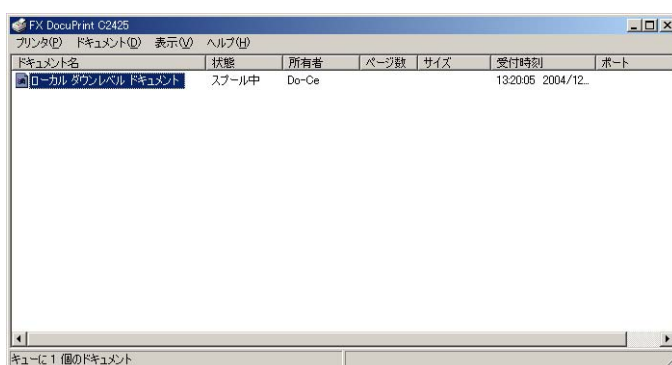 FX DocuPrint C2425
プリンタ(P) ドキュメント(D) 表示(V) ヘルプ(H)
ドキュメント名 状態 所有者 ページ数 サイズ 受付時刻 ポート
ローカル ダウンレベル ドキュメント スプール中 Do-Ce 13:20:05 2004/12...
キューに 1 個のドキュメント